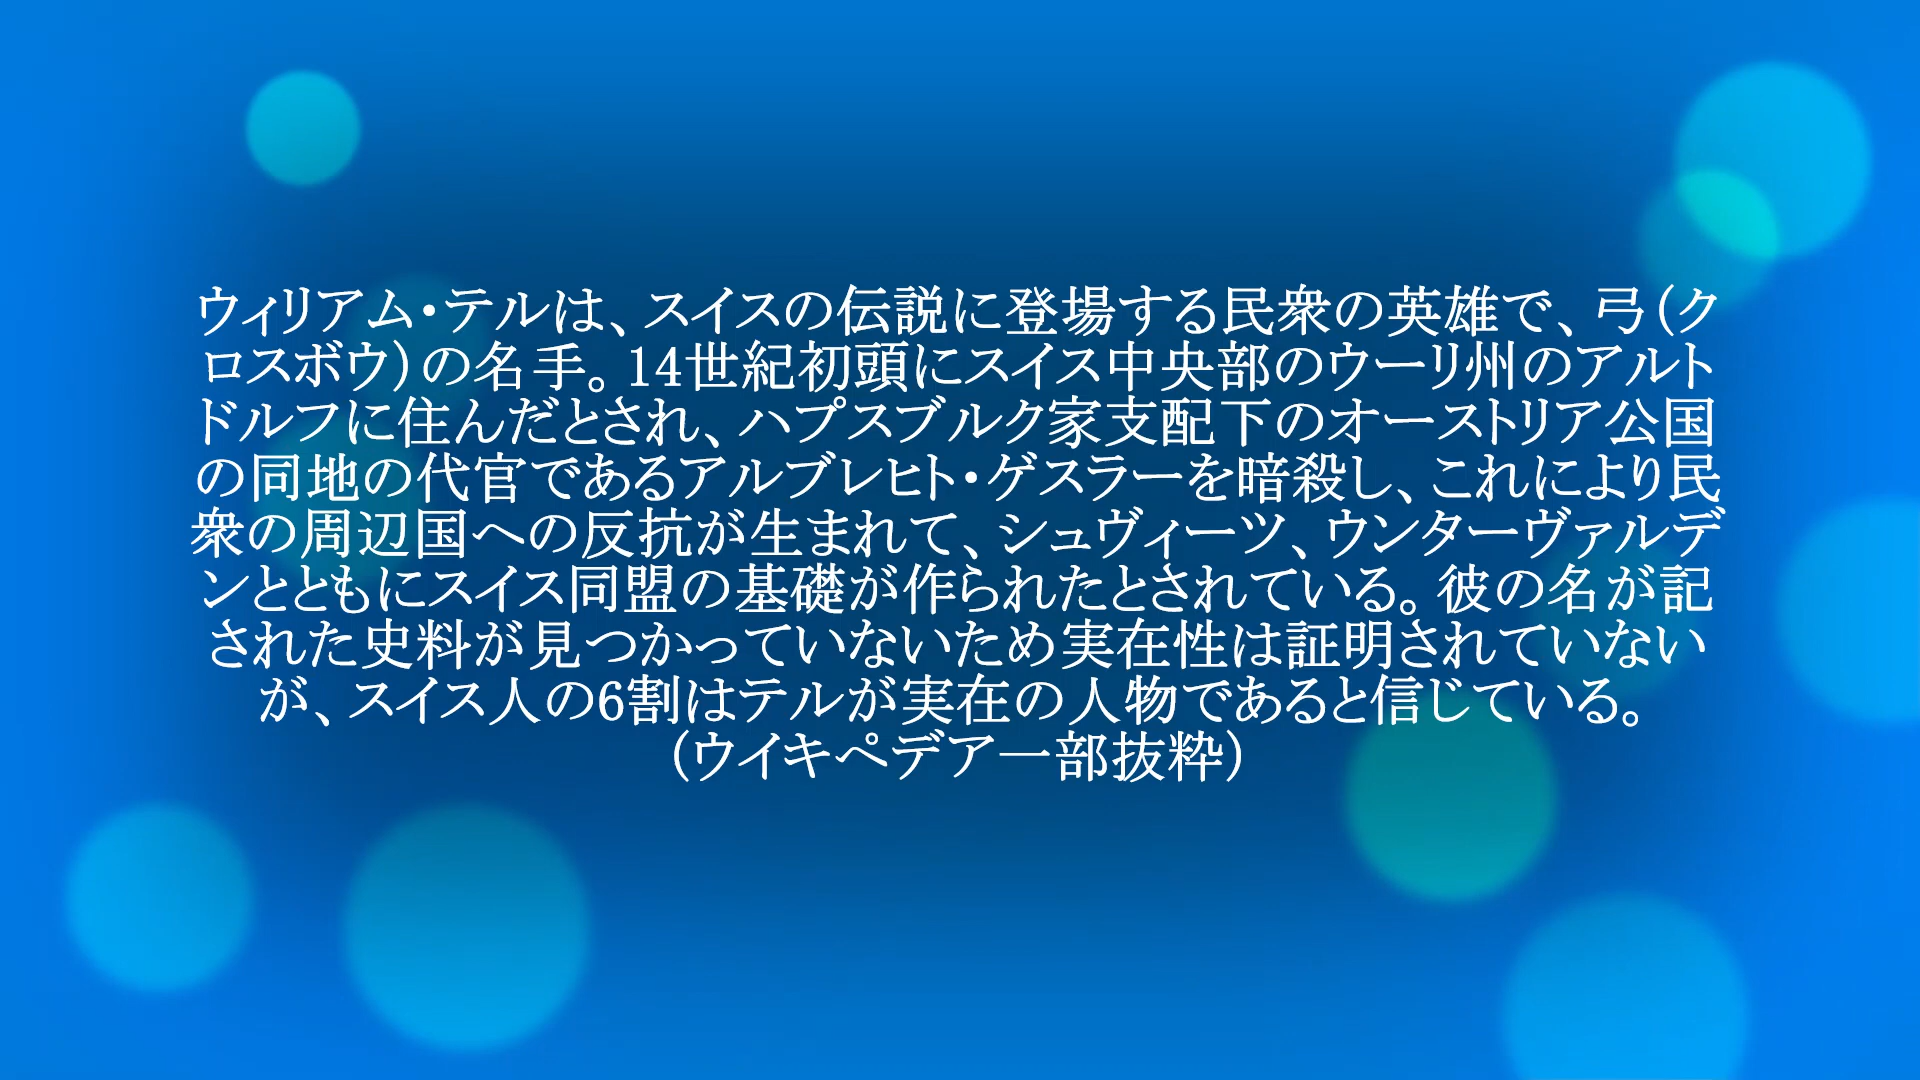 ウィリアム・テルは、スイスの伝説に登場する民衆の英雄で、弓（ク
ロスボウ）の名手。14世紀初頭にスイス中央部のウーリ州のアルト
ドルフに住んだとされ、ハプスブルク家支配下のオーストリア公国
の同地の代官であるアルブレヒト・ゲスラーを暗殺し、これにより民
衆の周辺国への反抗が生まれて、シュヴィーツ、ウンターヴァルデ
ンとともにスイス同盟の基礎が作られたとされている。彼の名が記
された史料が見つかっていないため実在性は証明されていない
が、スイス人の6割はテルが実在の人物であると信じている。
（ウイキペデアー部抜粋）